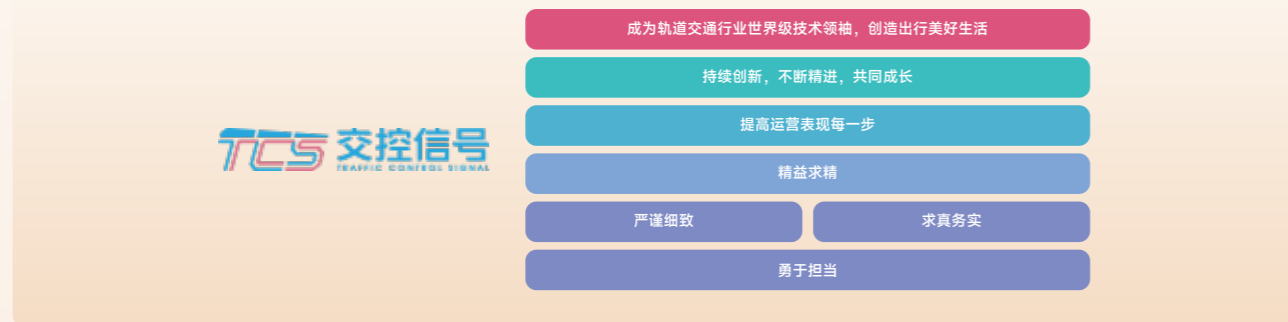 成为轨道交通行业世界级技术领袖，创造出行美好生活
持续创新，不断精进，共同成长
提高运营表现每一步
TCS 交控信号
TRAFFIC CONTROL SIGNAL
精益求精
严谨细致
求真务实
勇于担当